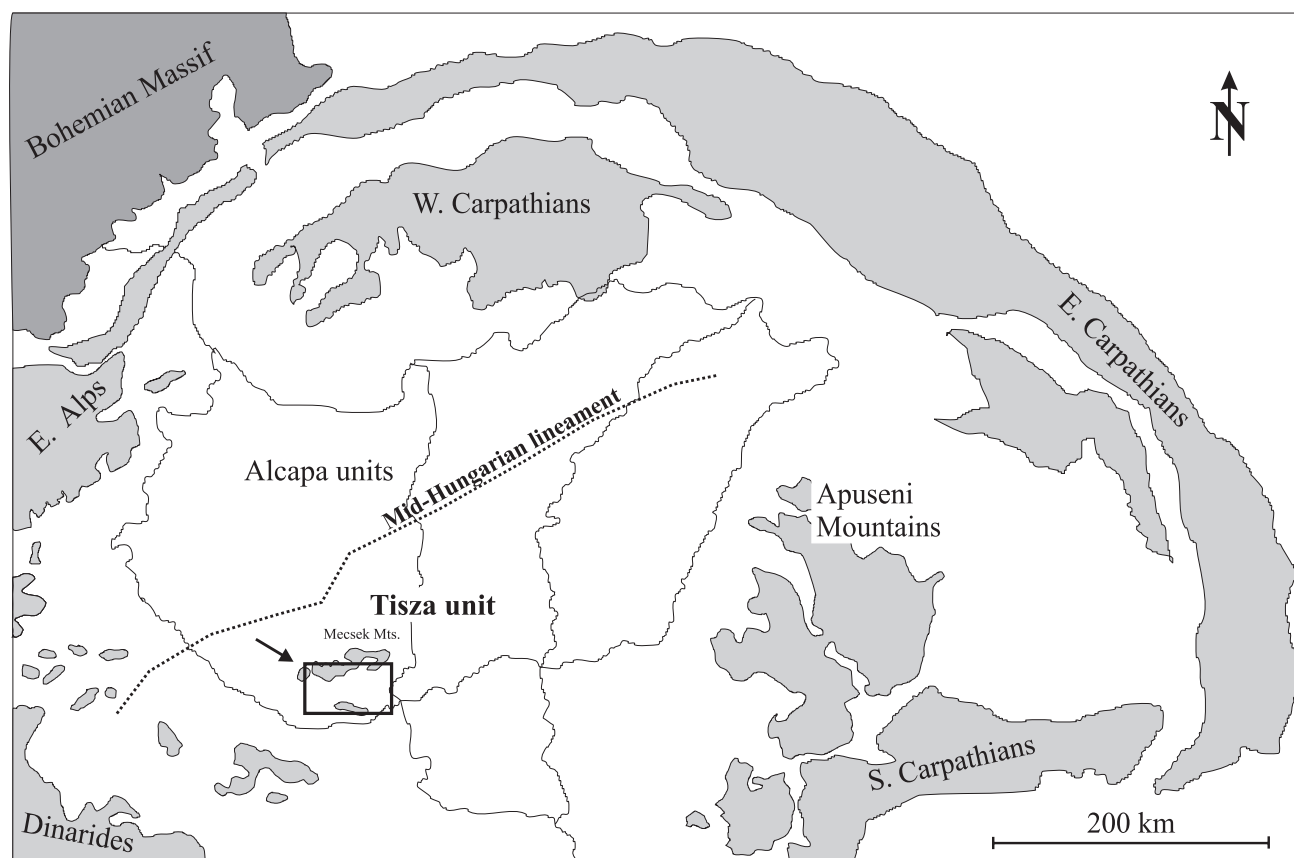 Bohemian Massif
N
W. Carpathians
E. Carpathians
E. Alps
Mid-Hungarian lineament
Alcapa units
Apuseni
Mountains
Tisza unit
Mecsek Mts.
S. Carpathians
Dinarides
200 km